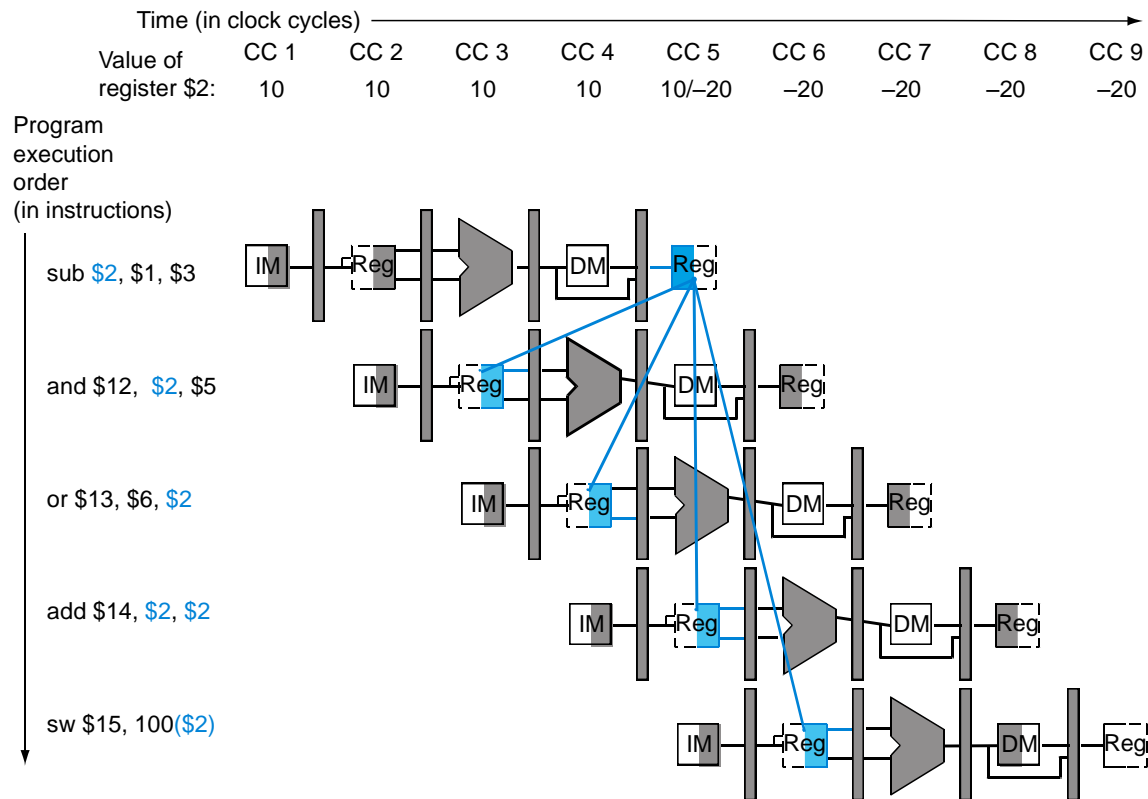 Time (in clock cycles)
CC 1 CC 2 CC 3 CC 4 CC 5 CC 6 CC 7 CC 8 CC 9
Value of
register $2: 10 10 10 10 10/–20 –20 –20 –20 –20
Program
execution
order
(in instructions)
sub $2, $1, $3 IM Reg DM Reg
and $12, $2, $5 IM Reg DM Reg
or $13, $6, $2 IM Reg DM Reg
add $14, $2, $2 IM Reg DM Reg
sw $15, 100($2) IM Reg DM Reg